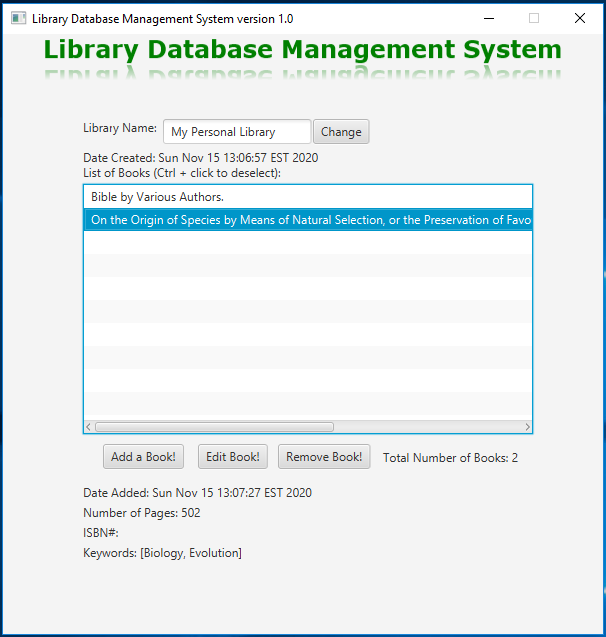 Library Database Management System version 1.0
Library Database Management System
Library Name: My Personal Library Change
Date Created: Sun Nov 15 13:06:57 EST 2020
List of Books (Ctrl + click to deselect):
Bible by Various Authors.
On the Origin of Species by Means of Natural Selection, or the Preservation of Favo
Add a Book! Edit Book! Remove Book! Total Number of Books: 2
Date Added: Sun Nov 15 13:07:27 EST 2020
Number of Pages: 502
ISBN#:
Keywords: [Biology, Evolution]